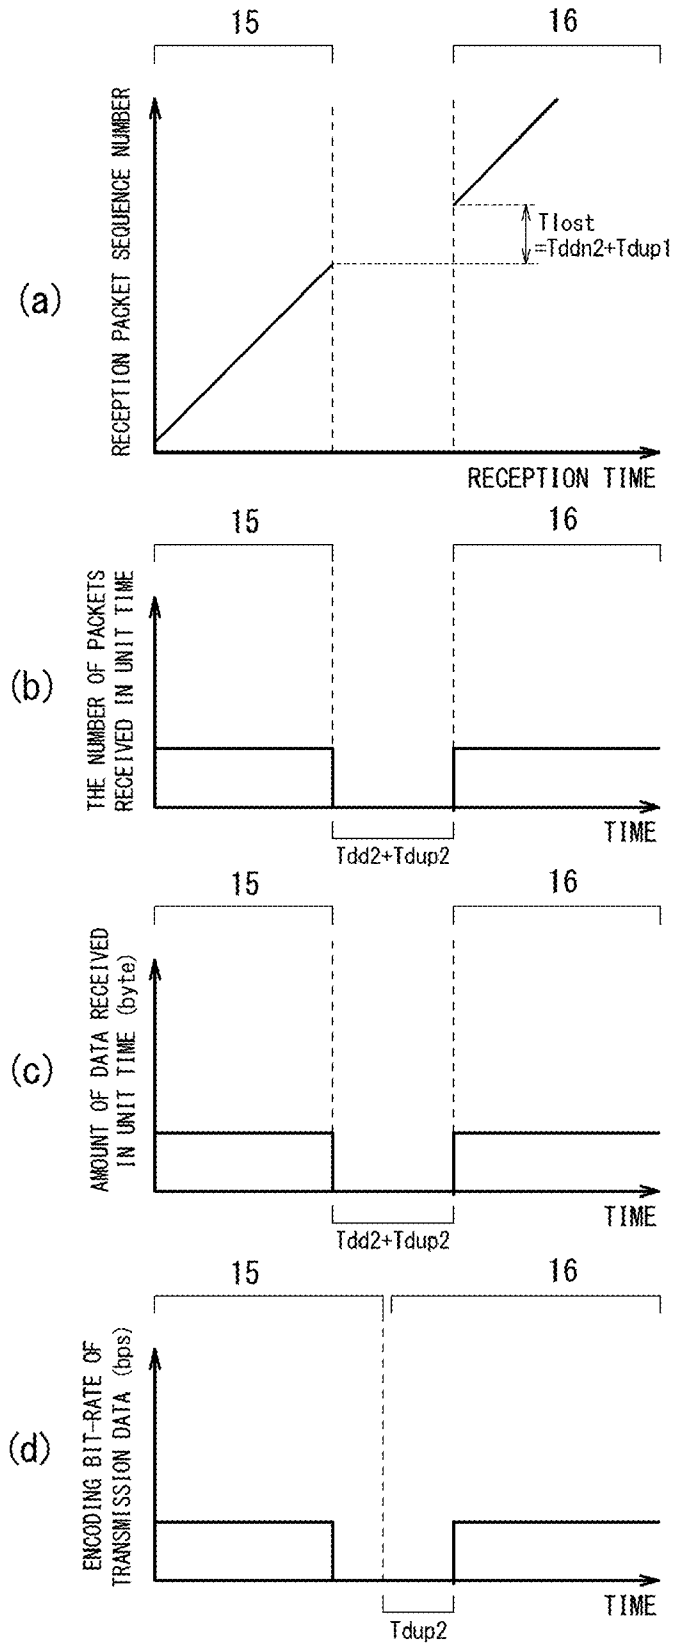 15 16
(a)
RECEPTION PACKET SEQUENCE NUMBER
Tlost
=Tddn2+Tdup1
RECEPTION TIME
15 16
(b)
THE NUMBER OF PACKETS
RECEIVED IN UNIT TIME
TIME
Tdd2+Tdup2
15 16
(c)
AMOUNT OF DATA RECEIVED
IN UNIT TIME (byte)
TIME
Tdd2+Tdup2
15 16
(d)
ENCODING BIT-RATE OF
TRANSMISSION DATA (bps)
TIME
Tdup2